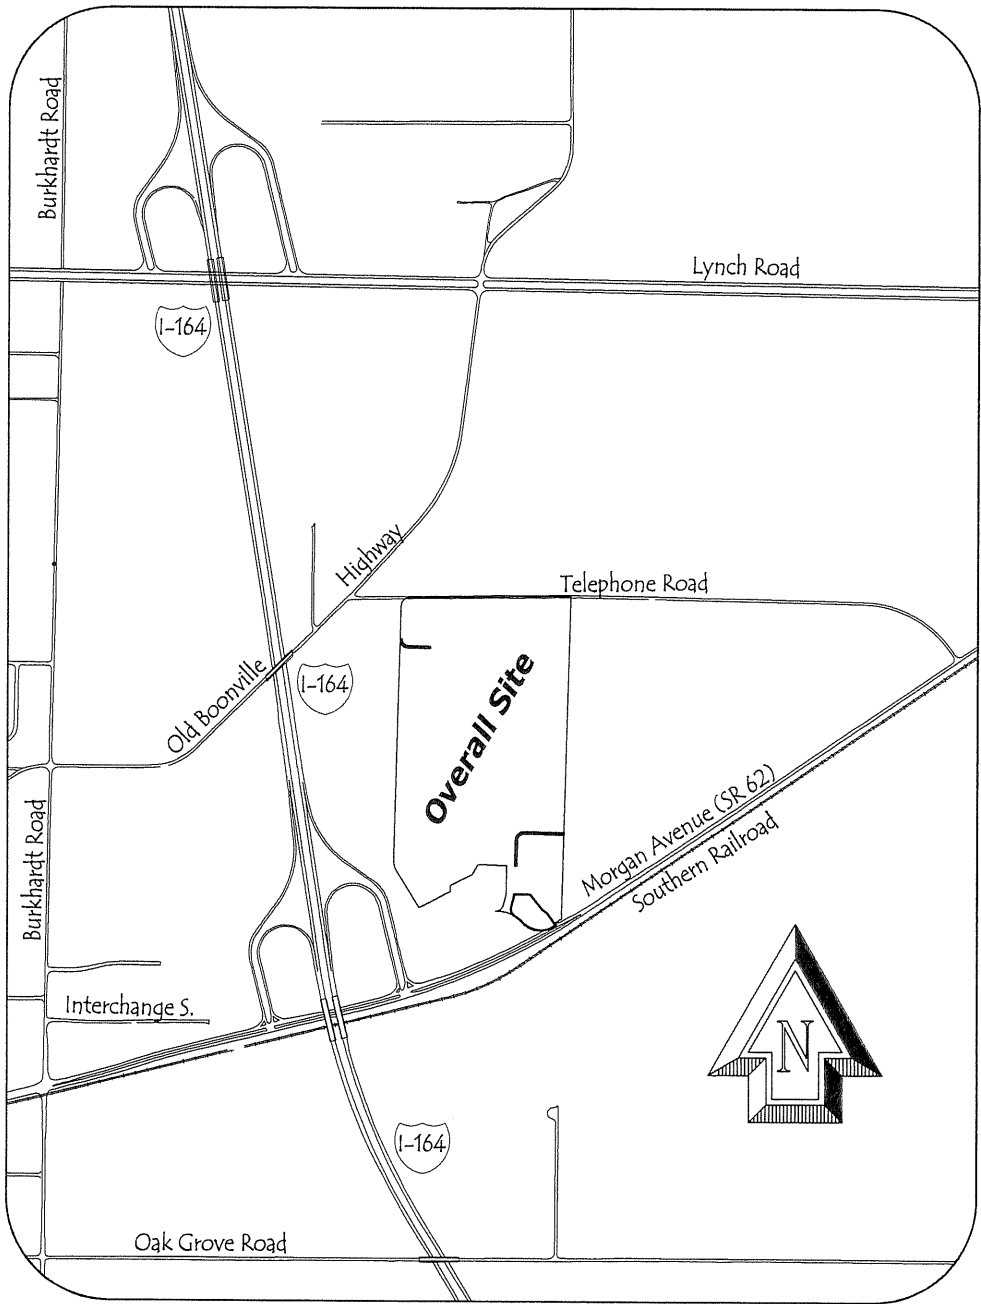 Burkhardt Road
Lynch Road
I-164
Highway
Telephone Road
Old Boonville
I-164
Overall Site
Morgan Avenue (SR 62)
Southern Railroad
Burkhardt Road
Interchange S.
N
I-164
Oak Grove Road